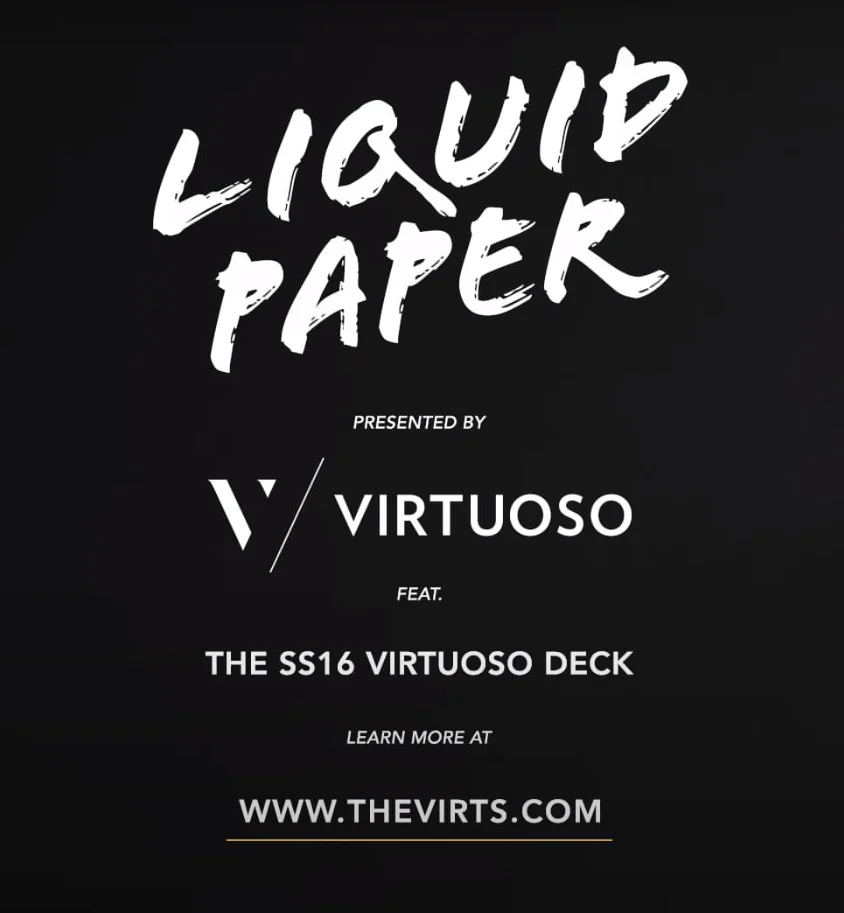 LIQUID
PAPER
PRESENTED BY
V/ VIRTUOSO
FEAT.
THE SS16 VIRTUOSO DECK
LEARN MORE AT
WWW.THEVIRTS.COM